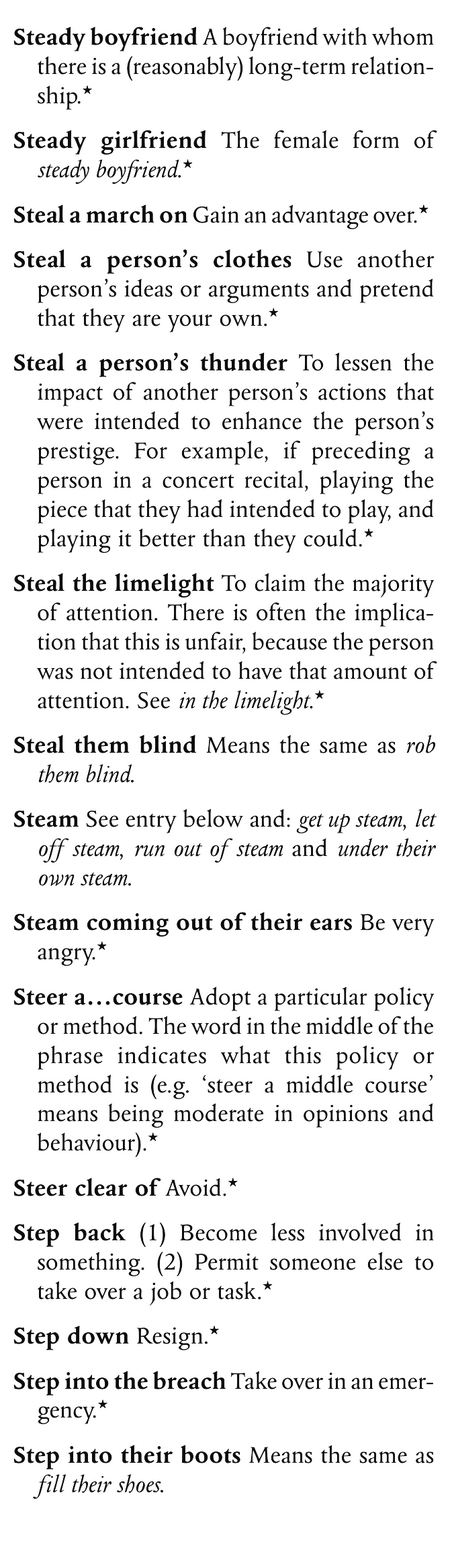 Steady boyfriend A boyfriend with whom
there is a (reasonably) long-term relation-
ship.★
Steady girlfriend The female form of
steady boyfriend.★
Steal a march on Gain an advantage over.★
Steal a person's clothes Use another
person's ideas or arguments and pretend
that they are your own.★
Steal a person's thunder To lessen the
impact of another person's actions that
were intended to enhance the person's
prestige. For example, if preceding a
person in a concert recital, playing the
piece that they had intended to play, and
playing it better than they could.★
Steal the limelight To claim the majority
of attention. There is often the implica-
tion that this is unfair, because the person
was not intended to have that amount of
attention. See in the limelight.★
Steal them blind Means the same as rob
them blind.
Steam See entry below and: get up steam, let
off steam, run out of steam and under their
own steam.
Steam coming out of their ears Be very
angry.★
Steer a…course Adopt a particular policy
or method. The word in the middle of the
phrase indicates what this policy or
method is (e.g. ‘steer a middle course’
means being moderate in opinions and
behaviour).★
Steer clear of Avoid.★
Step back (1) Become less involved in
something. (2) Permit someone else to
take over a job or task.★
Step down Resign.★
Step into the breach Take over in an emer-
gency.★
Step into their boots Means the same as
fill their shoes.